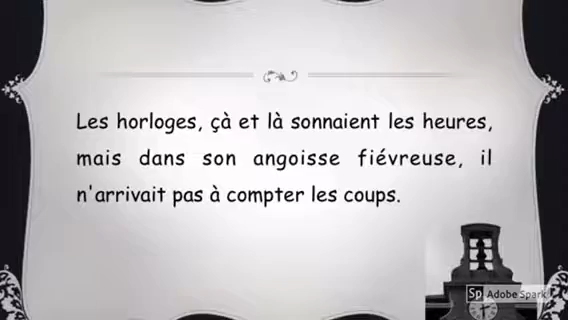 Les horloges, çà et là sonnaient les heures,
mais dans son angoisse fiévreuse, il
n'arrivait pas à compter les coups.
Sp Adobe Spark